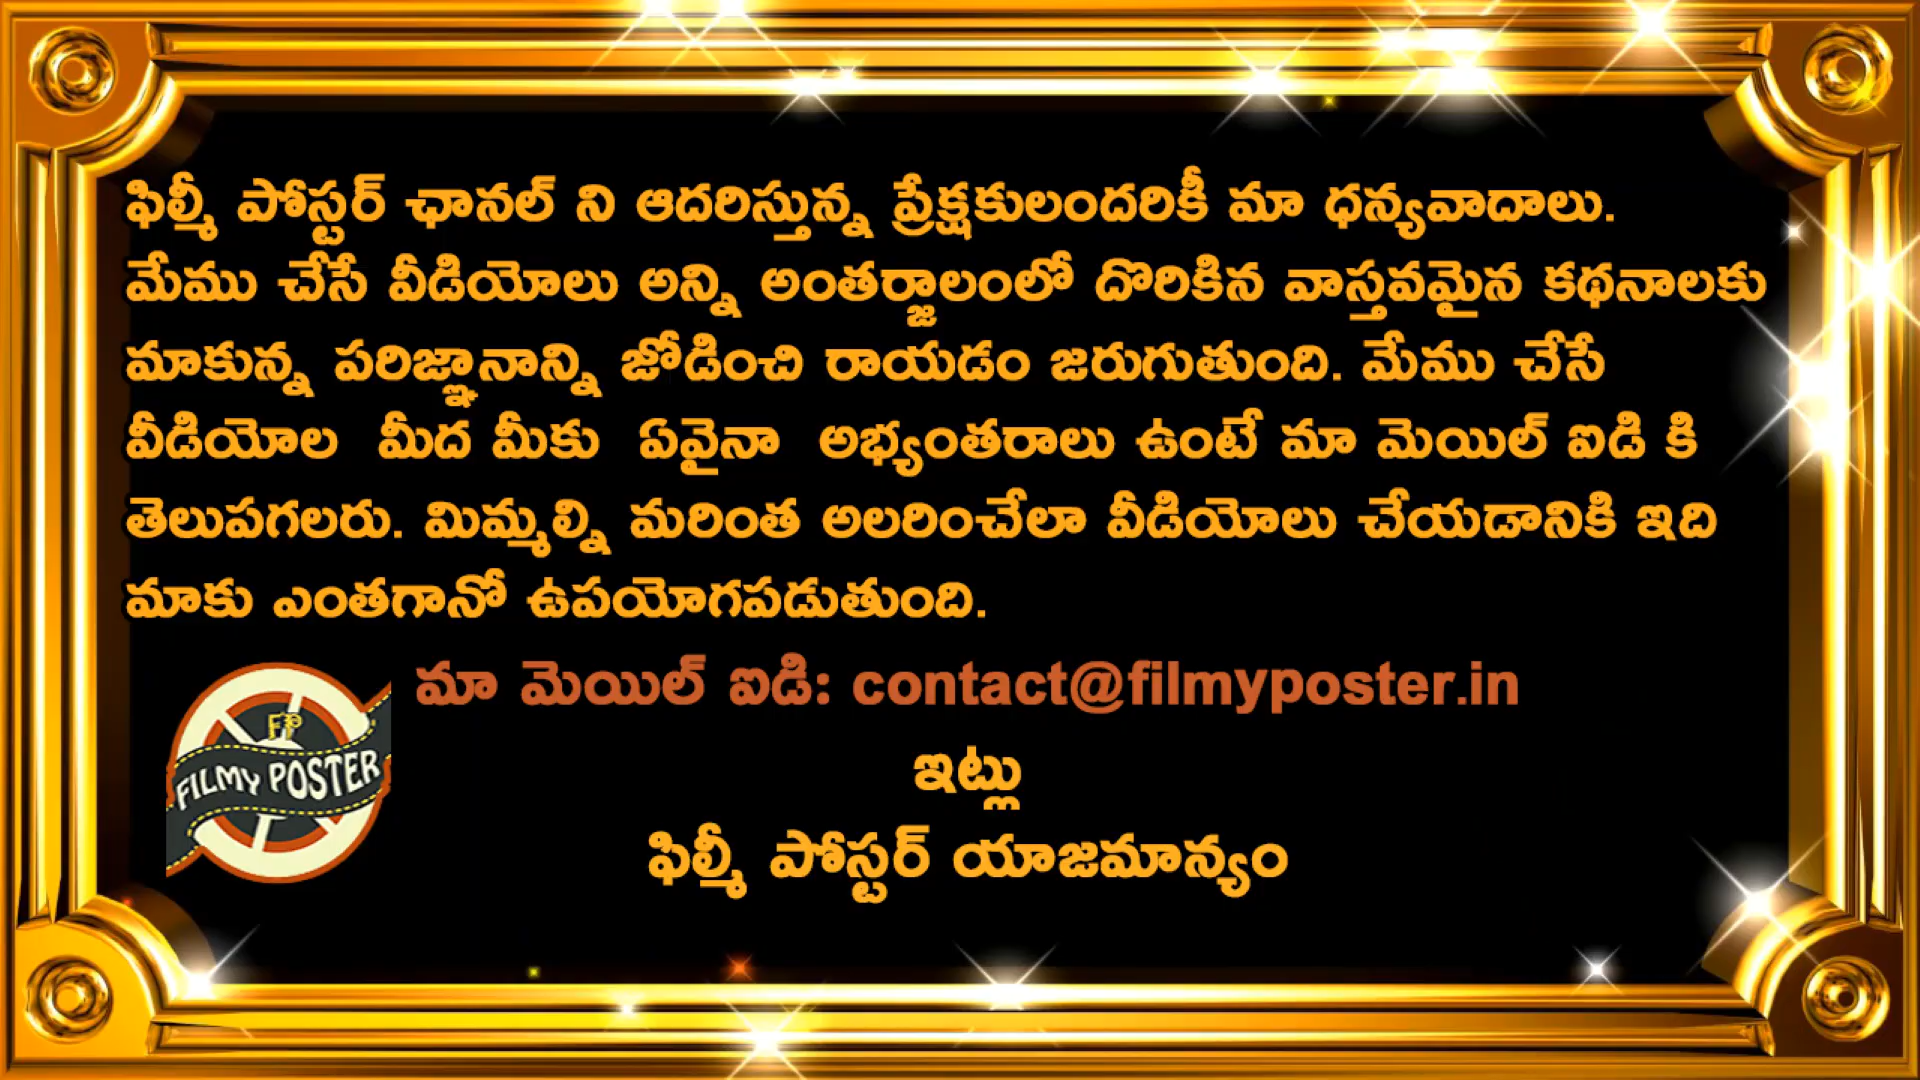 ఫిల్మీ పోస్టర్ ఛానల్ ని ఆదరిస్తున్న ప్రేక్షకులందరికీ మా ధన్యవాదాలు.
మేము చేసే వీడియోలు అన్ని అంతర్జాలంలో దొరికిన వాస్తవమైన కథనాలకు
మాకున్న పరిజ్ఞానాన్ని జోడించి రాయడం జరుగుతుంది. మేము చేసే
వీడియోల మీద మీకు ఏవైనా అభ్యంతరాలు ఉంటే మా మెయిల్ ఐడి కి
తెలుపగలరు. మిమ్మల్ని మరింత అలరించేలా వీడియోలు చేయడానికి ఇది
మాకు ఎంతగానో ఉపయోగపడుతుంది.
మా మెయిల్ ఐడి: contact@filmyposter.in
FP
FILMY POSTER
ఇట్లు
ఫిల్మీ పోస్టర్ యాజమాన్యం